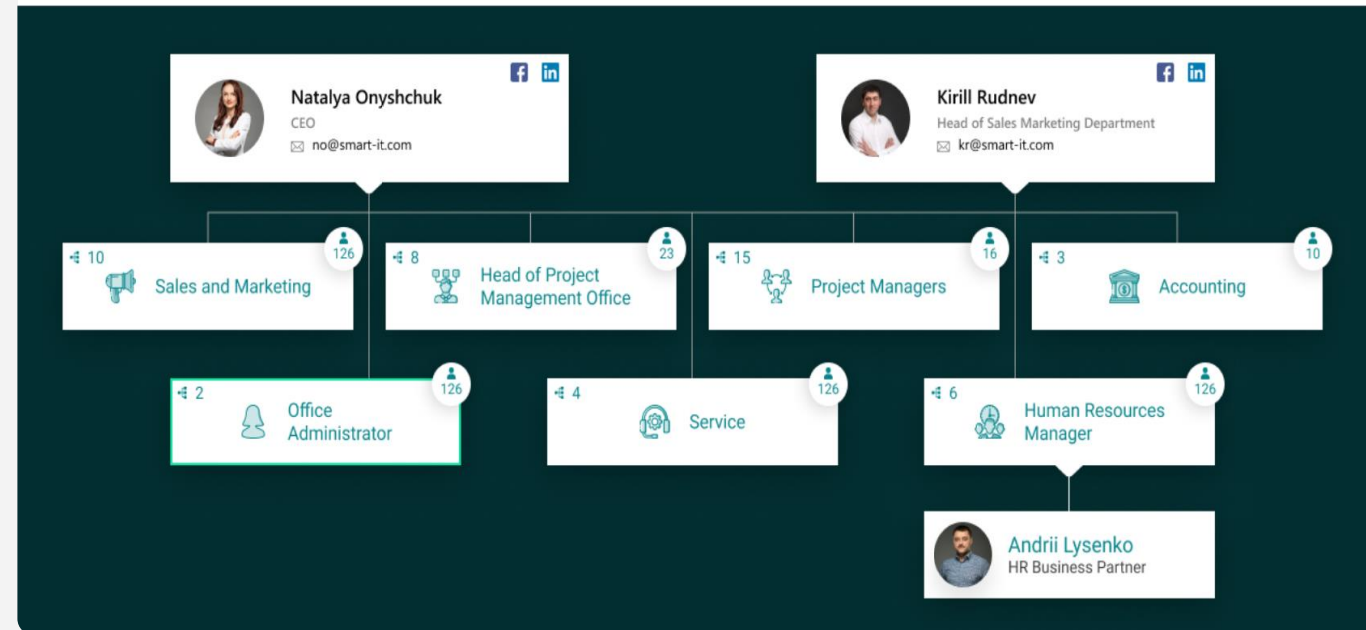 Natalya Onyshchuk
CEO
no@smart-it.com
Kirill Rudnev
Head of Sales Marketing Department
kr@smart-it.com
10
126
Sales and Marketing
8
23
Head of Project
Management Office
15
16
Project Managers
3
10
Accounting
2
126
Office
Administrator
4
126
Service
6
126
Human Resources
Manager
Andrii Lysenko
HR Business Partner